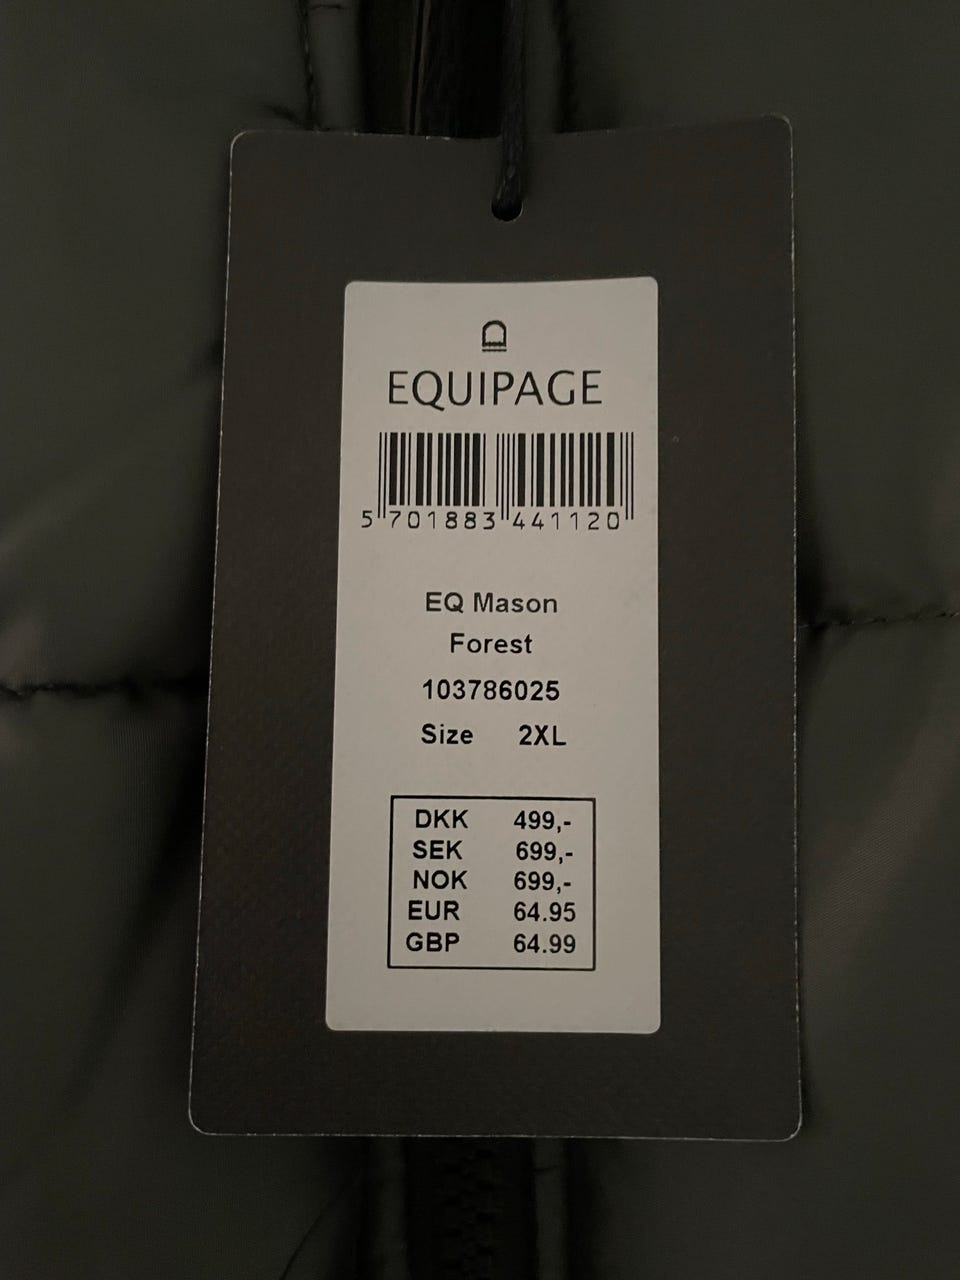 EQUIPAGE
5 701883 441120
EQ Mason
Forest
103786025
Size 2XL
DKK 499,-
SEK 699,-
NOK 699,-
EUR 64.95
GBP 64.99